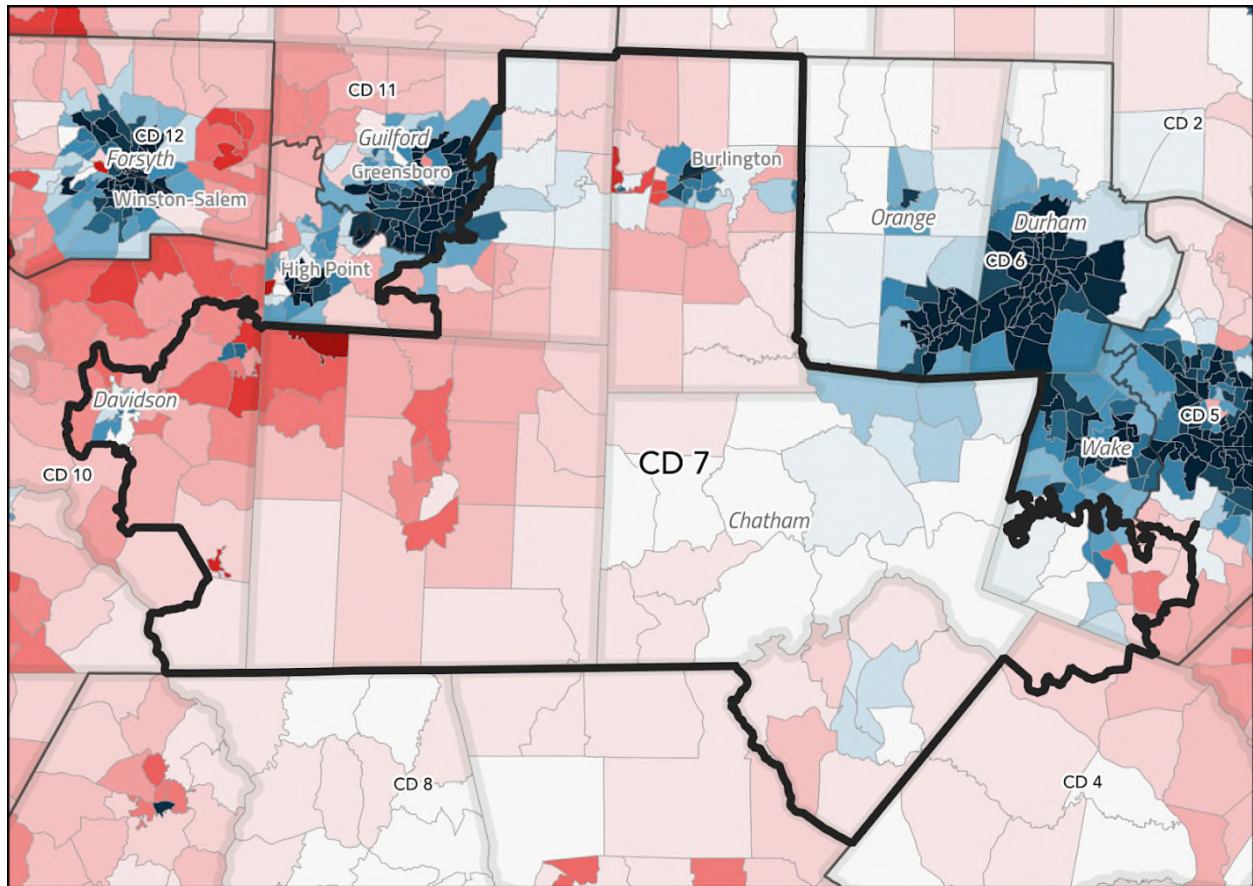 CD 11
CD 2
CD 12
Guilford
Forsyth
Burlington
Greensboro
Winston-Salem
Orange
Durham
CD 6
High Point
Davidson
CD 5
Wake
CD 7
CD 10
Chatham
CD 8
CD 4